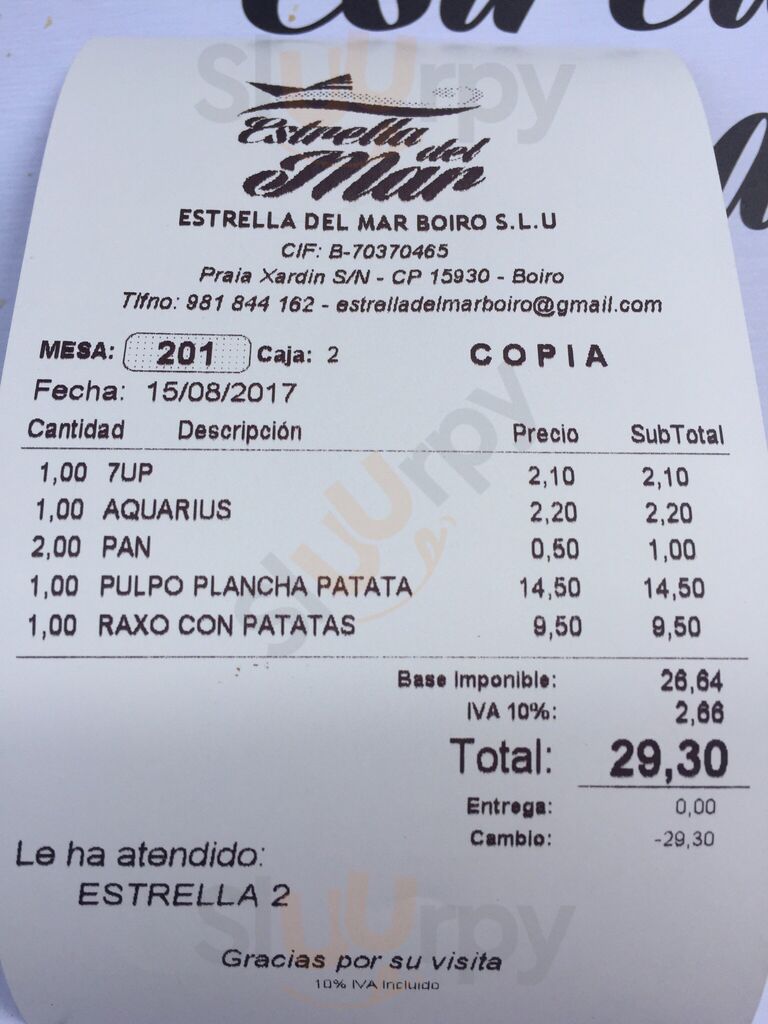 Estrella del
Mar
ESTRELLA DEL MAR BOIRO S.L.U
CIF: B-70370465
Praia Xardin S/N - CP 15930 - Boiro
Tlfno: 981 844 162 - estrelladelmarboiro@gmail.com
MESA: 201 Caja: 2 COPIA
Fecha: 15/08/2017
Cantidad Descripción Precio SubTotal
1,00 7UP 2,10 2,10
1,00 AQUARIUS 2,20 2,20
2,00 PAN 0,50 1,00
1,00 PULPO PLANCHA PATATA 14,50 14,50
1,00 RAXO CON PATATAS 9,50 9,50
Base Imponible: 26,64
IVA 10%: 2,66
Total: 29,30
Entrega: 0,00
Cambio: -29,30
Le ha atendido:
ESTRELLA 2
Gracias por su visita
10% IVA Incluido
Sluurpy
Sluurpy
Sluurpy